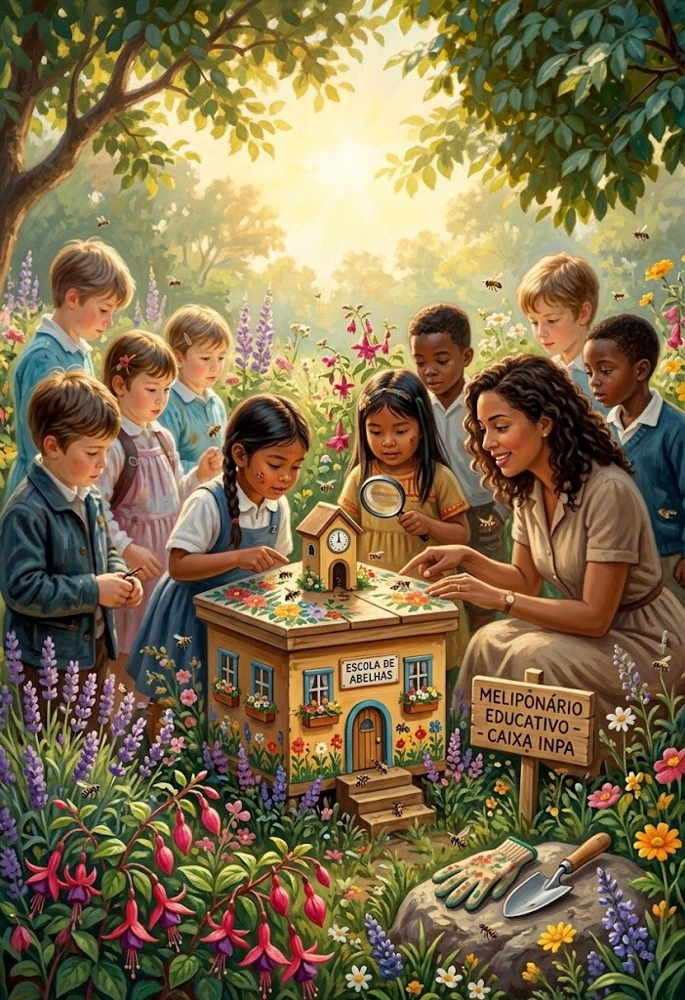 ESCOLA DE
ABELHAS
MELIPONÁRIO
EDUCATIVO -
- CAIXA INPA